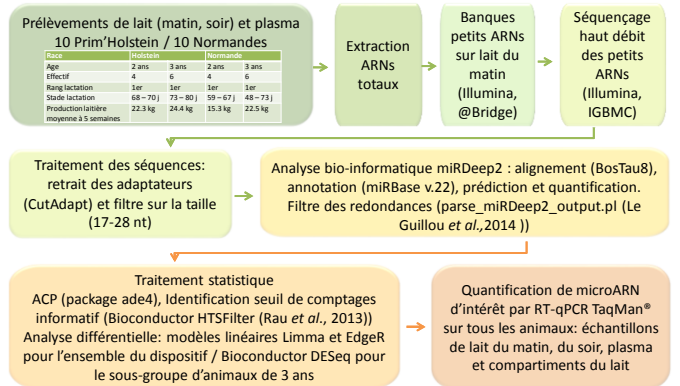 Prélèvements de lait (matin, soir) et plasma
10 Prim'Holstein / 10 Normandes
Race Holstein Normande
Age 2 ans 3 ans 2 ans 3 ans
Effectif 4 6 4 6
Rang lactation 1er 1er 1er 1er
Stade lactation 68 – 70 j 73 – 80 j 59 – 67 j 48 – 73 j
Production laitière 22.3 kg 24.4 kg 15.3 kg 22.5 kg
moyenne à 5 semaines
Extraction
ARNs
totaux
Banques
petits ARNs
sur lait du
matin
(Illumina,
@Bridge)
Séquençage
haut débit
des petits
ARNs
(Illumina,
IGBMC)
Traitement des séquences:
retrait des adaptateurs
(CutAdapt) et filtre sur la taille
(17-28 nt)
Analyse bio-informatique miRDeep2 : alignement (BosTau8),
annotation (miRBase v.22), prédiction et quantification.
Filtre des redondances (parse_miRDeep2_output.pl (Le
Guillou et al.,2014 ))
Traitement statistique
ACP (package ade4), Identification seuil de comptages
informatif (Bioconductor HTSFilter (Rau et al., 2013))
Analyse différentielle: modèles linéaires Limma et EdgeR
pour l'ensemble du dispositif / Bioconductor DESeq pour
le sous-groupe d'animaux de 3 ans
Quantification de microARN
d'intérêt par RT-qPCR TaqMan®
sur tous les animaux: échantillons
de lait du matin, du soir, plasma
et compartiments du lait